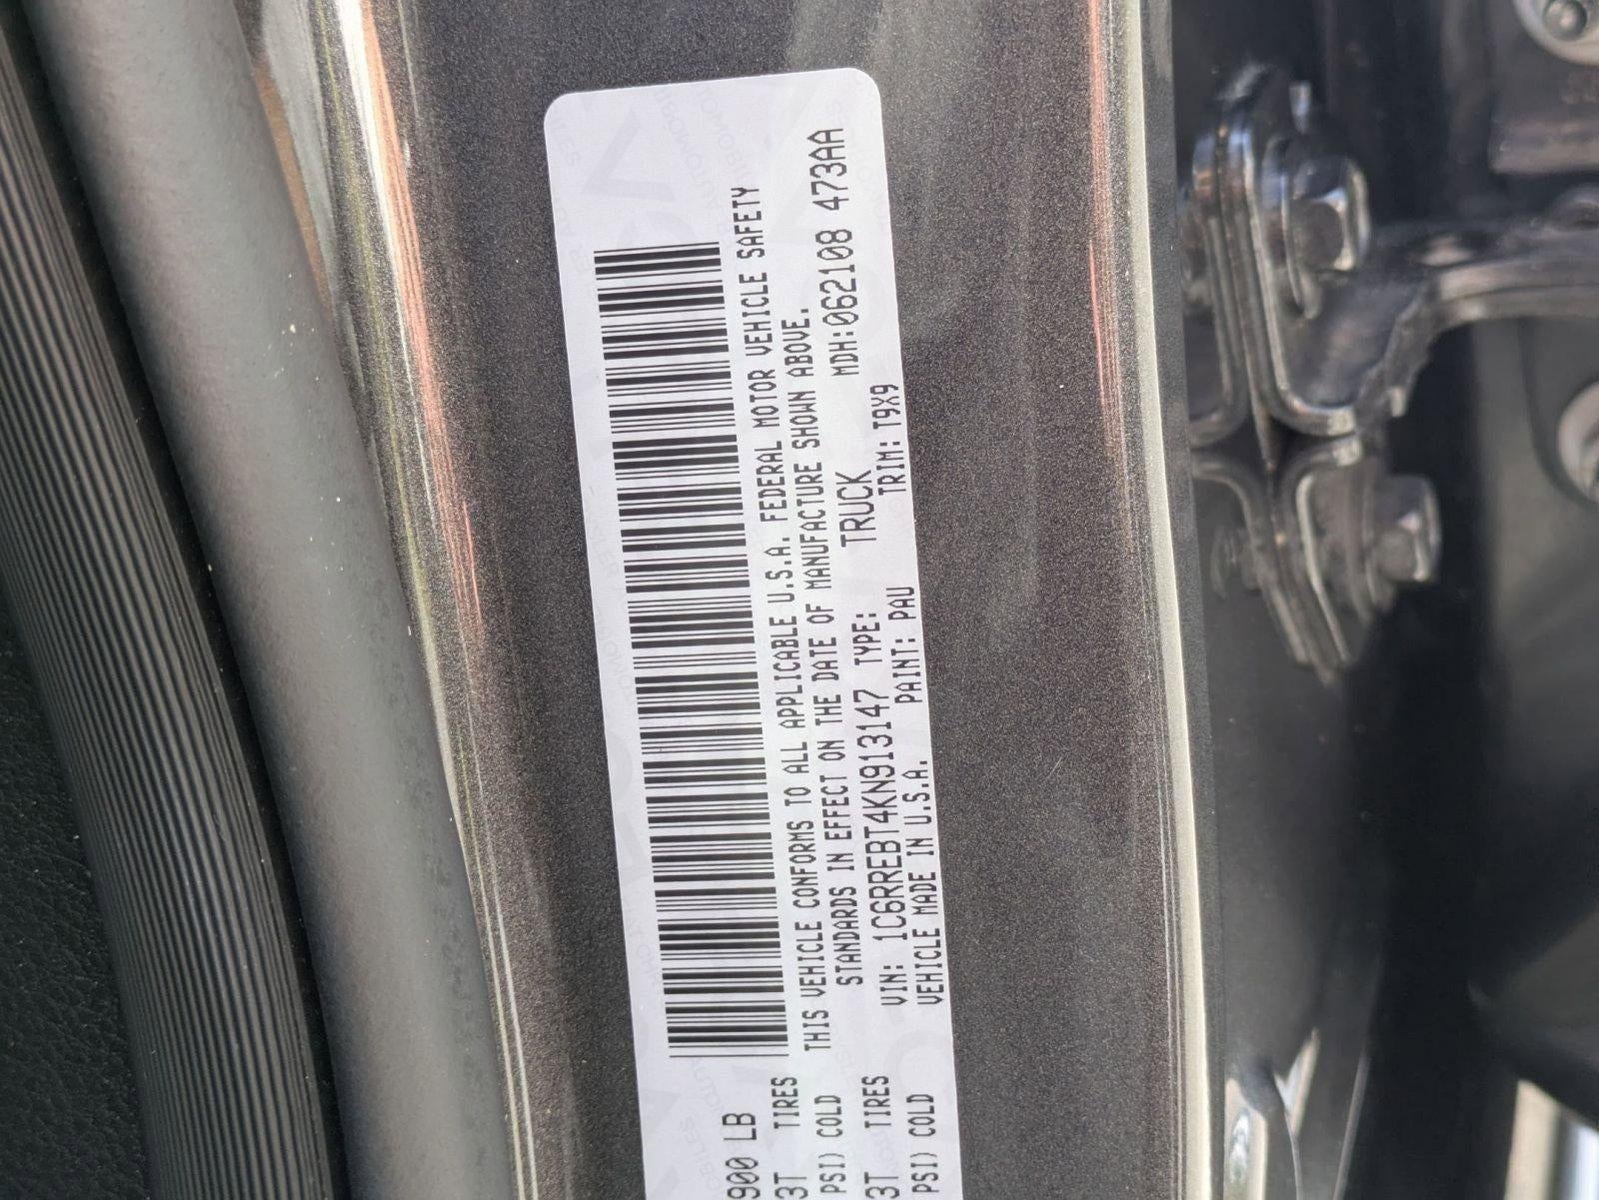 900 LB
3T TIRES
PSI) COLD
3T TIRES
PSI) COLD
THIS VEHICLE CONFORMS TO ALL APPLICABLE U.S.A. FEDERAL MOTOR VEHICLE SAFETY
STANDARDS IN EFFECT ON THE DATE OF MANUFACTURE SHOWN ABOVE.
MDH:062108 473AA
VIN: 1C6RREBT4KN913147 TYPE: TRUCK
VEHICLE MADE IN U.S.A. PAINT: PAU TRIM: T9X9